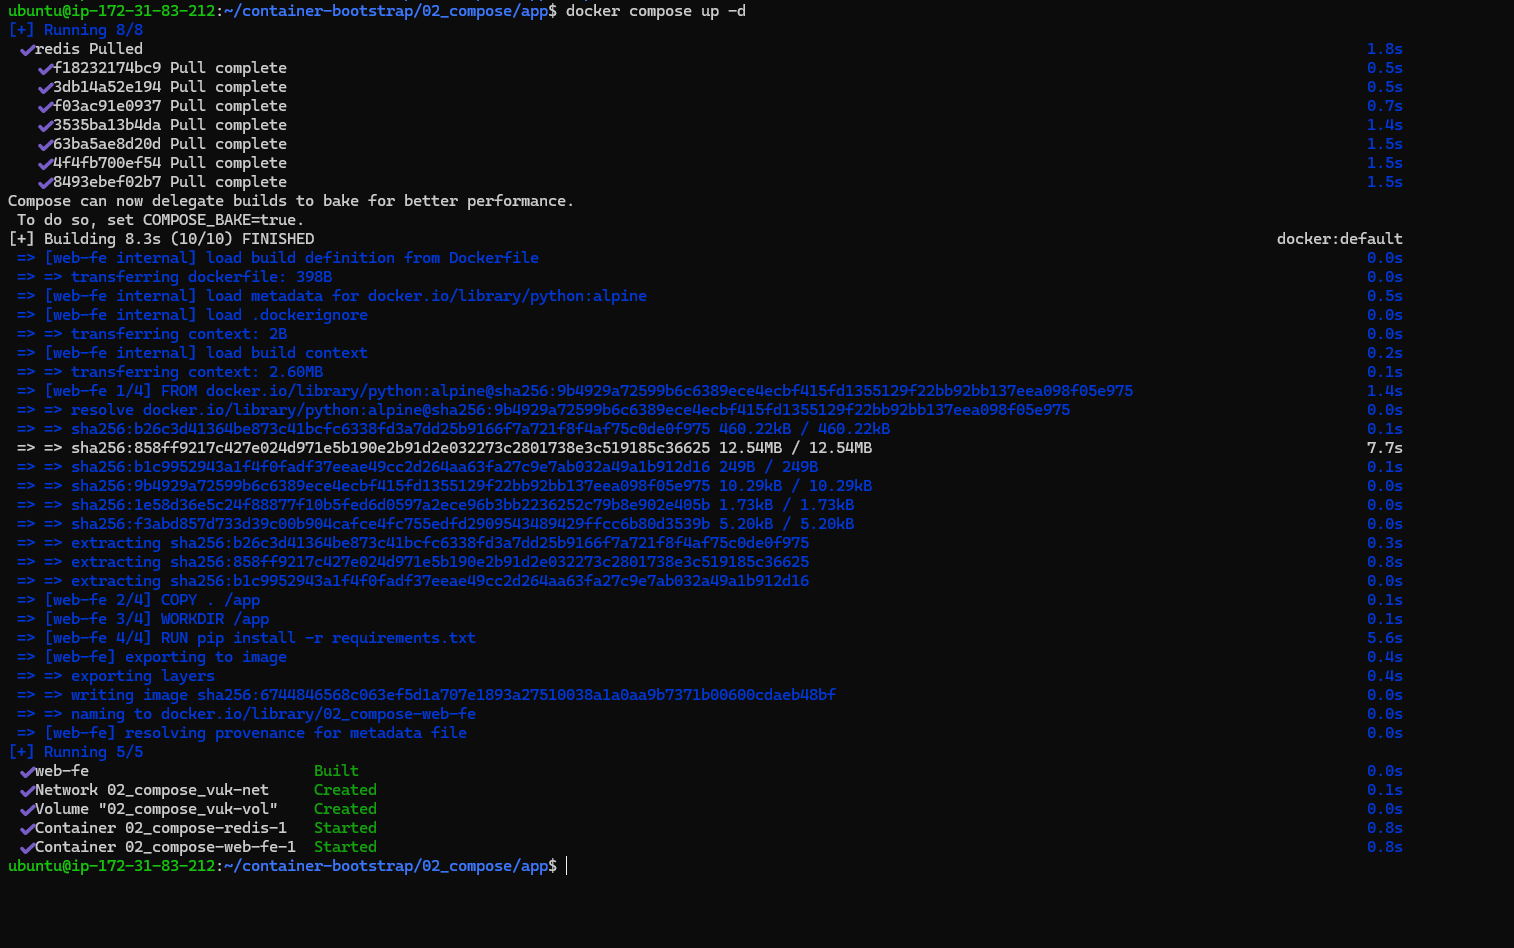 ubuntu@ip-172-31-83-212:~/container-bootstrap/02_compose/app$ docker compose up -d
[+] Running 8/8
✔redis Pulled 1.8s
✔f18232174bc9 Pull complete 0.5s
✔3db14a52e194 Pull complete 0.5s
✔f03ac91e0937 Pull complete 0.7s
✔3535ba13b4da Pull complete 1.4s
✔63ba5ae8d20d Pull complete 1.5s
✔4f4fb700ef54 Pull complete 1.5s
✔8493ebef02b7 Pull complete 1.5s
Compose can now delegate builds to bake for better performance.
To do so, set COMPOSE_BAKE=true.
[+] Building 8.3s (10/10) FINISHED docker:default
=> [web-fe internal] load build definition from Dockerfile 0.0s
=> => transferring dockerfile: 398B 0.0s
=> [web-fe internal] load metadata for docker.io/library/python:alpine 0.5s
=> [web-fe internal] load .dockerignore 0.0s
=> => transferring context: 2B 0.0s
=> [web-fe internal] load build context 0.2s
=> => transferring context: 2.60MB 0.1s
=> [web-fe 1/4] FROM docker.io/library/python:alpine@sha256:9b4929a72599b6c6389ece4ecbf415fd1355129f22bb92bb137eea098f05e975 1.4s
=> => resolve docker.io/library/python:alpine@sha256:9b4929a72599b6c6389ece4ecbf415fd1355129f22bb92bb137eea098f05e975 0.0s
=> => sha256:b26c3d41364be873c41bcfc6338fd3a7dd25b9166f7a721f8f4af75c0de0f975 460.22kB / 460.22kB 0.1s
=> => sha256:858ff9217c427e024d971e5b190e2b91d2e032273c2801738e3c519185c36625 12.54MB / 12.54MB 7.7s
=> => sha256:b1c9952943a1f4f0fadf37eeae49cc2d264aa63fa27c9e7ab032a49a1b912d16 249B / 249B 0.1s
=> => sha256:9b4929a72599b6c6389ece4ecbf415fd1355129f22bb92bb137eea098f05e975 10.29kB / 10.29kB 0.0s
=> => sha256:1e58d36e5c24f88877f10b5fed6d0597a2ece96b3bb2236252c79b8e902e405b 1.73kB / 1.73kB 0.0s
=> => sha256:f3abd857d733d39c00b904cafce4fc755edfd2909543489429ffcc6b80d3539b 5.20kB / 5.20kB 0.0s
=> => extracting sha256:b26c3d41364be873c41bcfc6338fd3a7dd25b9166f7a721f8f4af75c0de0f975 0.3s
=> => extracting sha256:858ff9217c427e024d971e5b190e2b91d2e032273c2801738e3c519185c36625 0.8s
=> => extracting sha256:b1c9952943a1f4f0fadf37eeae49cc2d264aa63fa27c9e7ab032a49a1b912d16 0.0s
=> [web-fe 2/4] COPY . /app 0.1s
=> [web-fe 3/4] WORKDIR /app 0.1s
=> [web-fe 4/4] RUN pip install -r requirements.txt 5.6s
=> [web-fe] exporting to image 0.4s
=> => exporting layers 0.4s
=> => writing image sha256:6744846568c063ef5d1a707e1893a27510038a1a0aa9b7371b00600cdaeb48bf 0.0s
=> => naming to docker.io/library/02_compose-web-fe 0.0s
=> [web-fe] resolving provenance for metadata file 0.0s
[+] Running 5/5
✔web-fe Built 0.0s
✔Network 02_compose_vuk-net Created 0.1s
✔Volume "02_compose_vuk-vol" Created 0.0s
✔Container 02_compose-redis-1 Started 0.8s
✔Container 02_compose-web-fe-1 Started 0.8s
ubuntu@ip-172-31-83-212:~/container-bootstrap/02_compose/app$